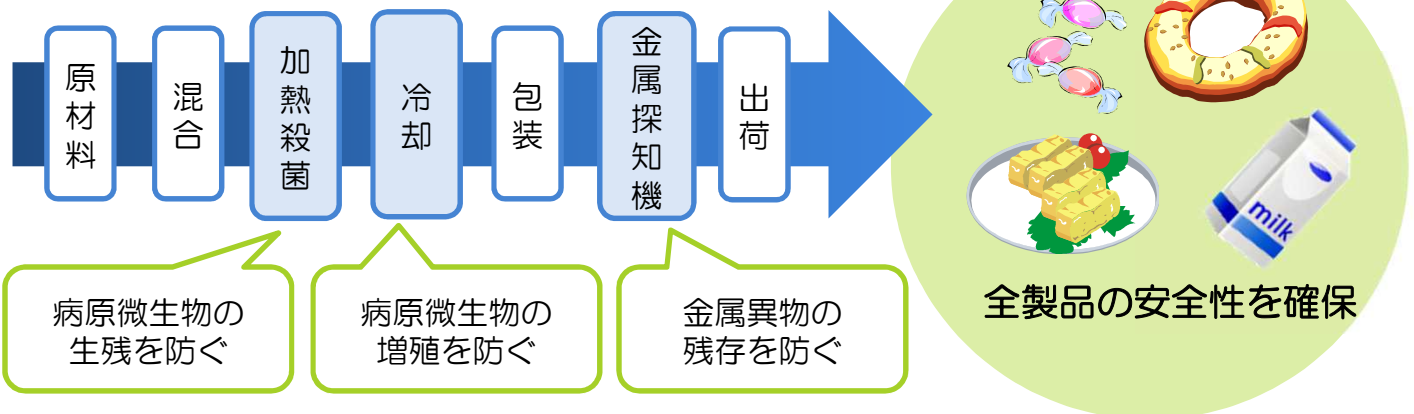 原材料
混合
加熱殺菌
冷却
包装
金属探知機
出荷
病原微生物の
生残を防ぐ
病原微生物の
増殖を防ぐ
金属異物の
残存を防ぐ
milk
全製品の安全性を確保